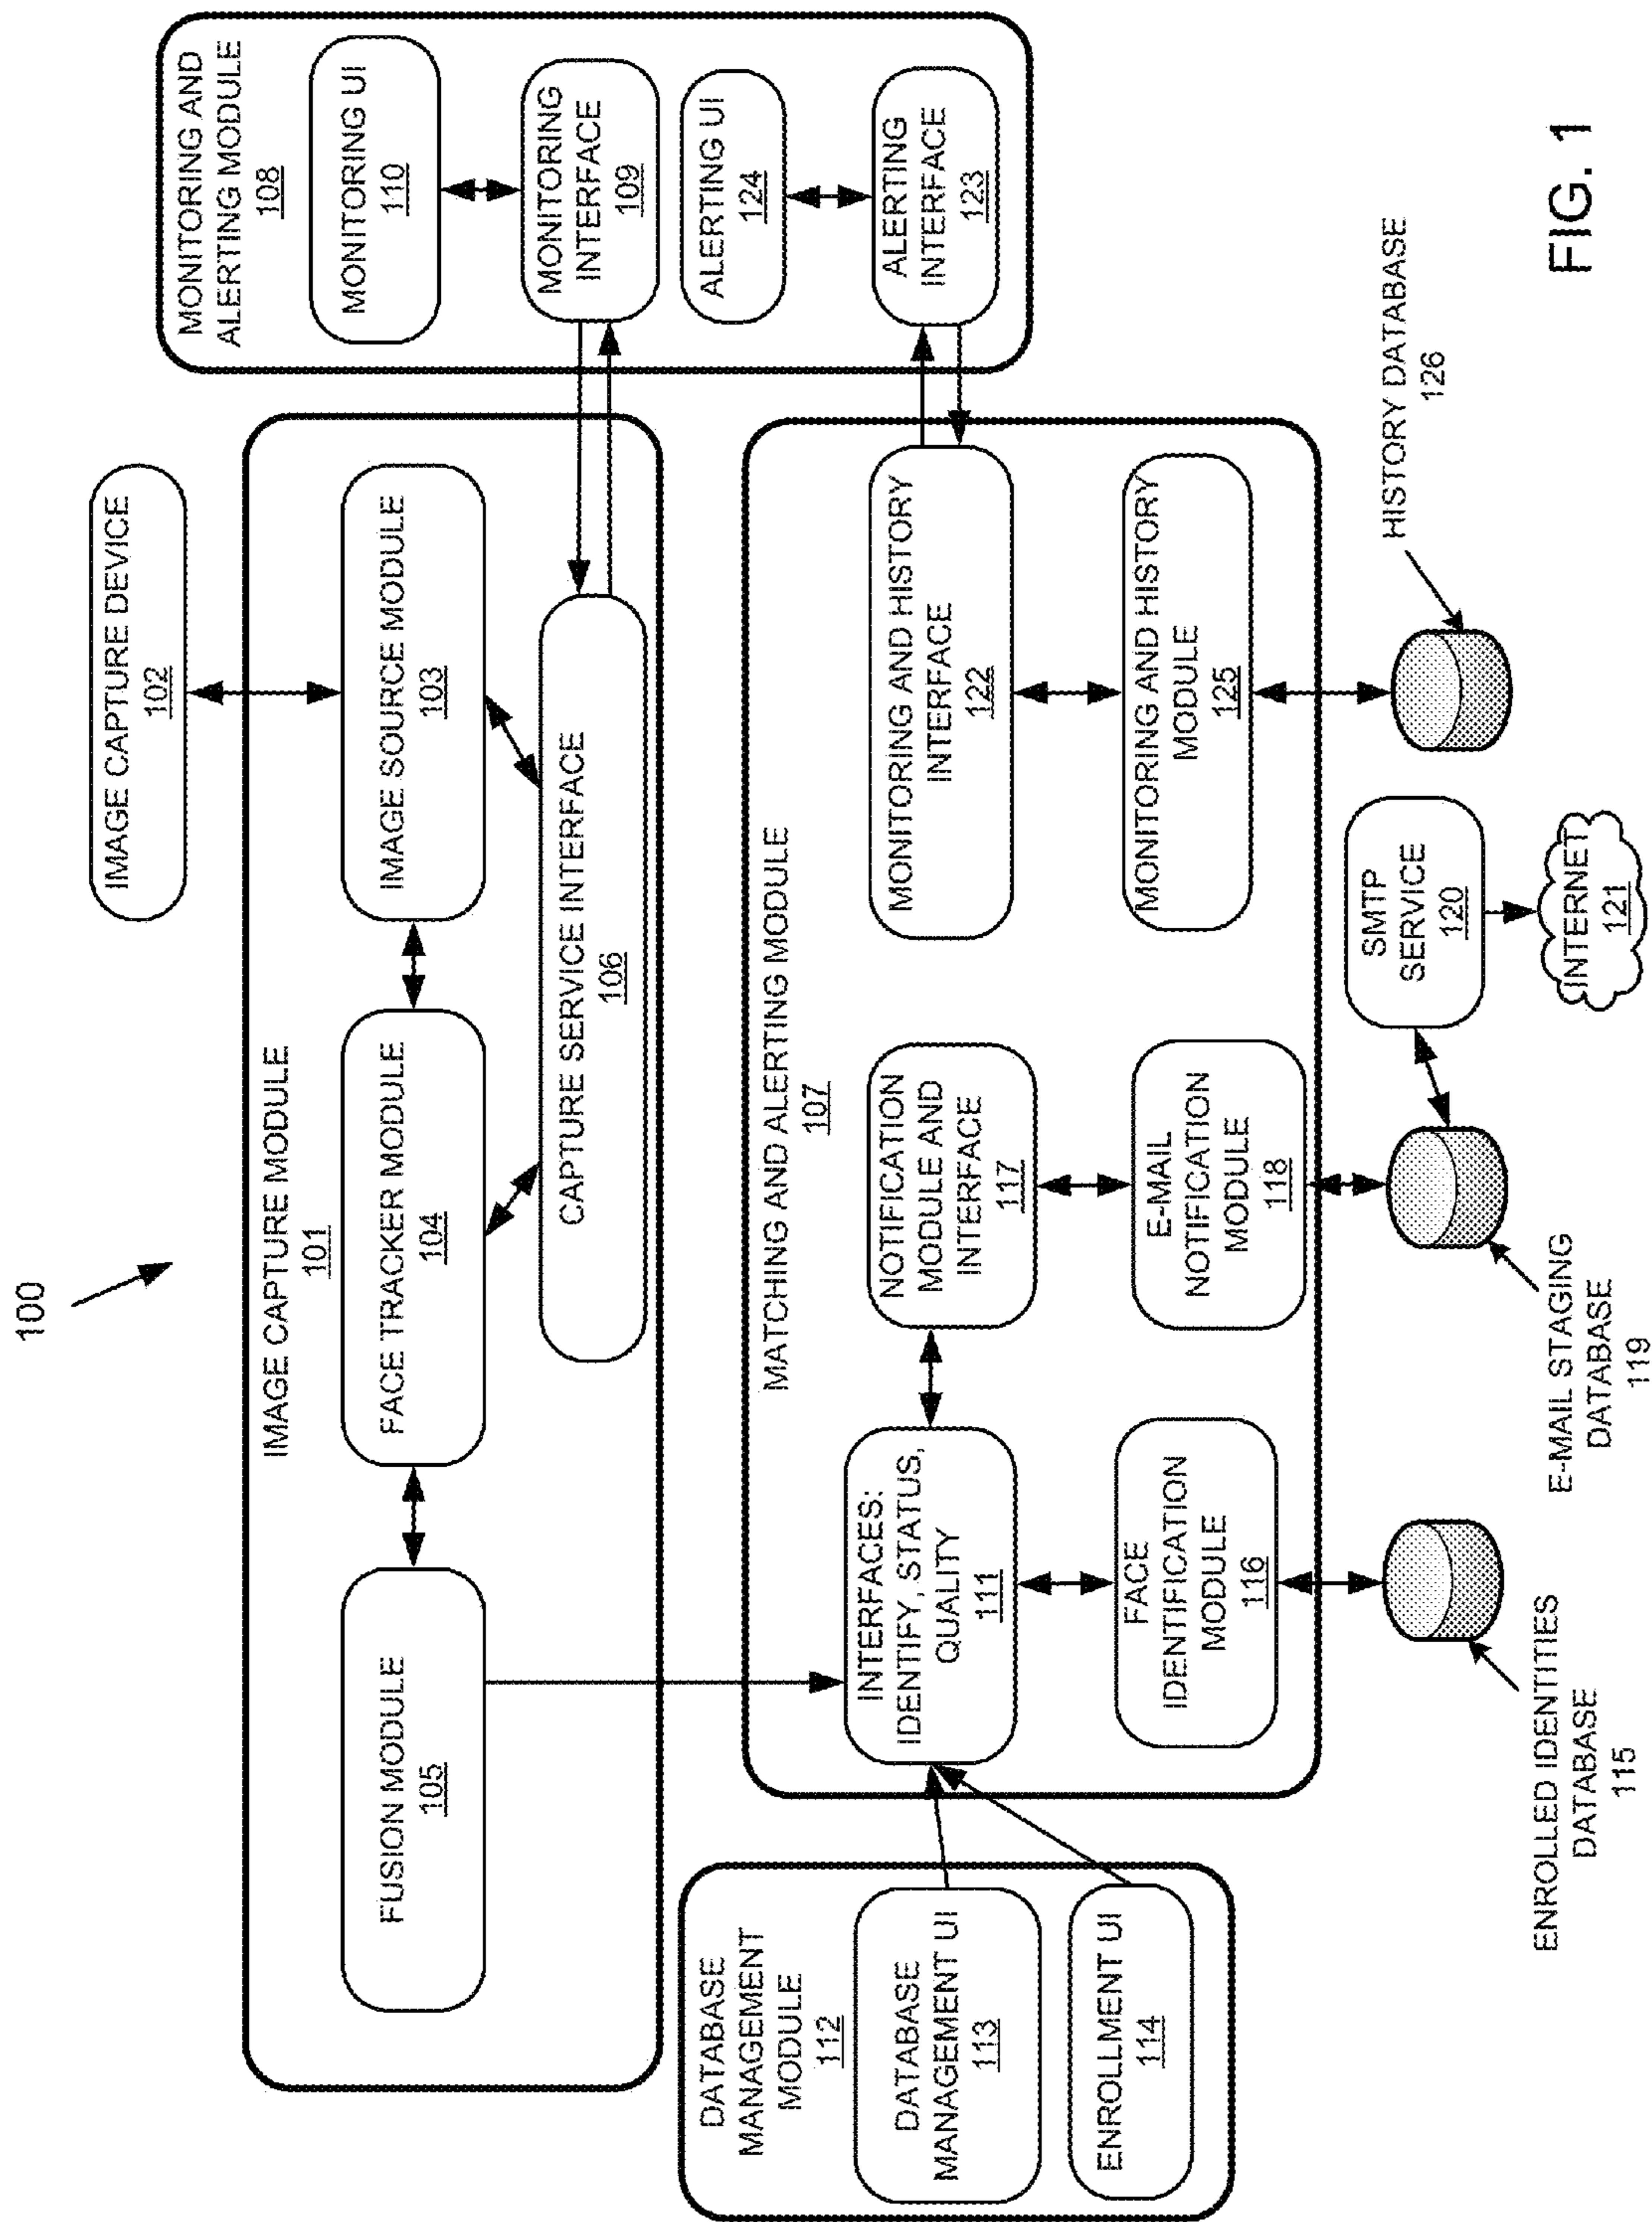 100
IMAGE CAPTURE DEVICE
102
IMAGE CAPTURE MODULE
101
FUSION MODULE
105
FACE TRACKER MODULE
104
IMAGE SOURCE MODULE
103
CAPTURE SERVICE INTERFACE
106
MONITORING AND
ALERTING MODULE
108
MONITORING UI
110
MONITORING
INTERFACE
109
ALERTING UI
124
ALERTING
INTERFACE
123
DATABASE
MANAGEMENT
MODULE
112
DATABASE
MANAGEMENT UI
113
ENROLLMENT UI
114
MATCHING AND ALERTING MODULE
107
INTERFACES:
IDENTIFY, STATUS,
QUALITY
111
NOTIFICATION
MODULE AND
INTERFACE
117
MONITORING AND HISTORY
INTERFACE
122
FACE
IDENTIFICATION
MODULE
116
E-MAIL
NOTIFICATION
MODULE
118
MONITORING AND HISTORY
MODULE
125
ENROLLED IDENTITIES
DATABASE
115
E-MAIL STAGING
DATABASE
119
SMTP
SERVICE
120
INTERNET
121
HISTORY DATABASE
126
FIG. 1